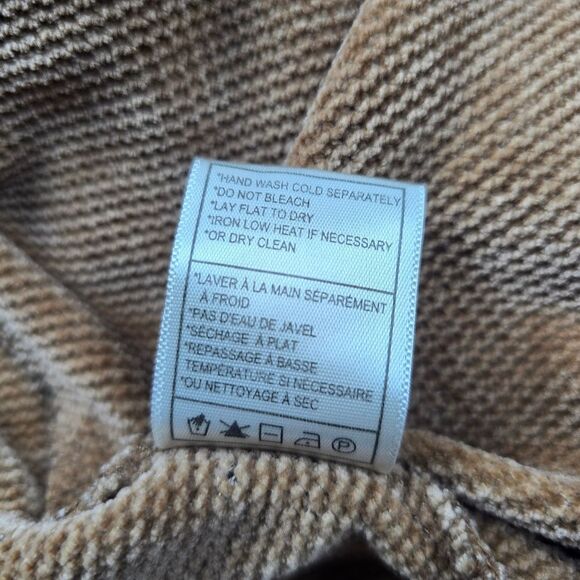 *HAND WASH COLD SEPARATELY
*DO NOT BLEACH
*LAY FLAT TO DRY
*IRON LOW HEAT IF NECESSARY
*OR DRY CLEAN
*LAVER À LA MAIN SÉPARÉMENT
À FROID
*PAS D'EAU DE JAVEL
*SÉCHAGE À PLAT
*REPASSAGE À BASSE
TEMPÉRATURE SI NÉCESSAIRE
*OU NETTOYAGE À SEC
P